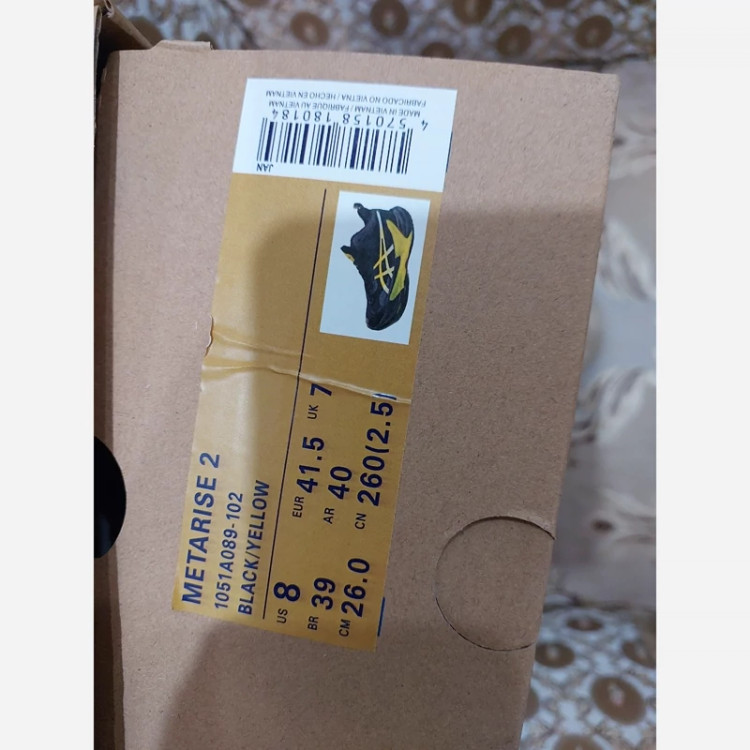 METARISE 2
1051A089-102
BLACK/YELLOW
US 8 EUR 41.5 UK 7
BR 39 AR 40
CM 26.0 CN 260(2.5)
JAN
4 570158 180184
MADE IN VIETNAM / FABRIQUE AU VIETNAM
FABRICADO NO VIETNA / HECHO EN VIETNAM